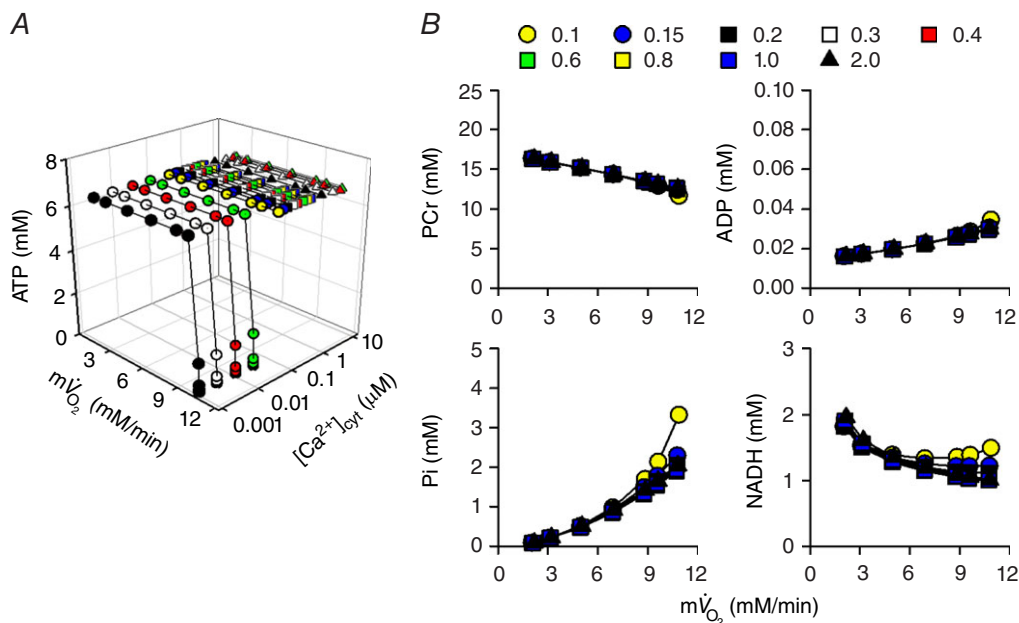 A
8
6
4
2
0
ATP (mM)
3
6
9
12
mV̇O2 (mM/min)
0.001
0.01
0.1
1
10
[Ca2+]cyt (μM)
B
0.1 0.15 0.2 0.3 0.4
0.6 0.8 1.0 2.0
25
20
15
10
5
0
PCr (mM)
0 3 6 9 12
0.10
0.08
0.06
0.04
0.02
0.00
ADP (mM)
0 3 6 9 12
5
4
3
2
1
0
Pi (mM)
0 3 6 9 12
3
2
1
0
NADH (mM)
0 3 6 9 12
mV̇O2 (mM/min)